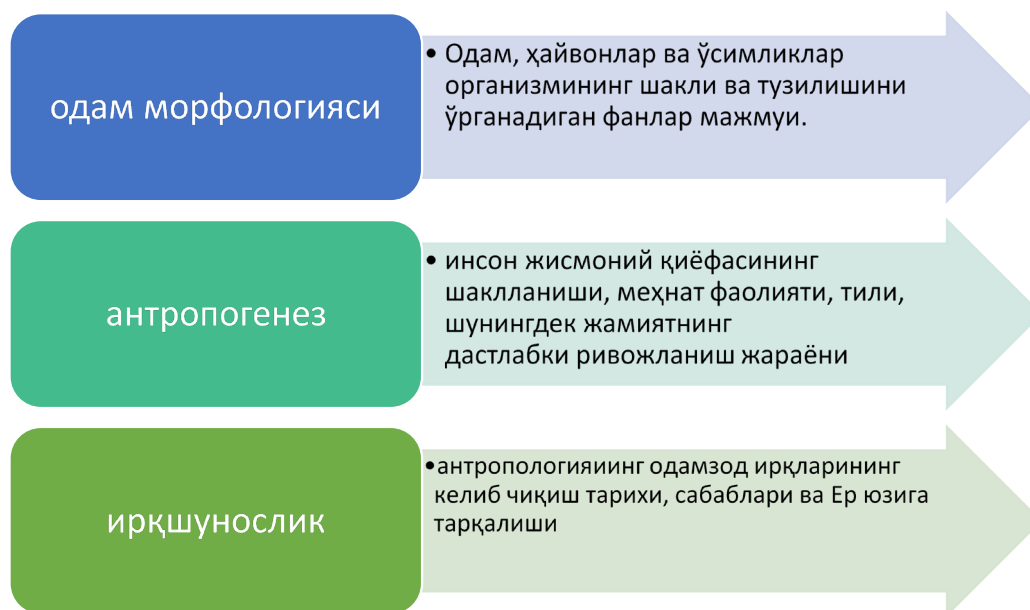 одам морфологияси
• Одам, ҳайвонлар ва ўсимликлар
организмининг шакли ва тузилишини
ўрганадиган фанлар мажмуи.
антропогенез
• инсон жисмоний қиёфасининг
шаклланиши, меҳнат фаолияти, тили,
шунингдек жамиятнинг
дастлабки ривожланиш жараёни
ирқшунослик
•антропологияиинг одамзод ирқларининг
келиб чиқиш тарихи, сабаблари ва Ер юзига
тарқалиши